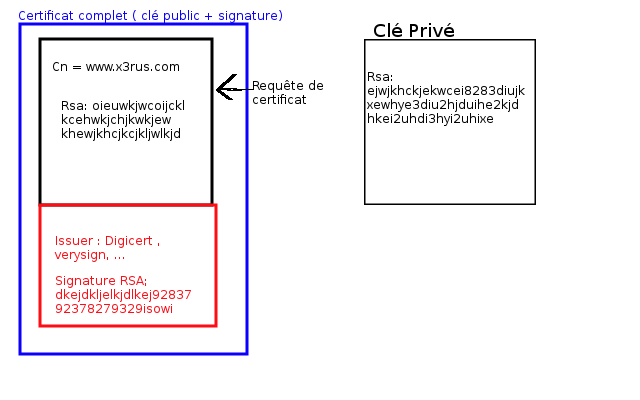 Certificat complet ( clé public + signature)
Cn = www.x3rus.com
Rsa: oieuwkjwcoijckl
kcehwkjchjkwkjew
khewjkhcjkcjkljwlkjd
Requête de
certificat
Issuer ; Digicert ,
verysign, ...
Signature RSA;
dkejdkljelkjdlkej92837
92378279329isowi
Clé Privé
Rsa:
ejwjkhckjekwcei8283diujk
xewhye3diu2hjduihe2kjd
hkei2uhdi3hyi2uhixe